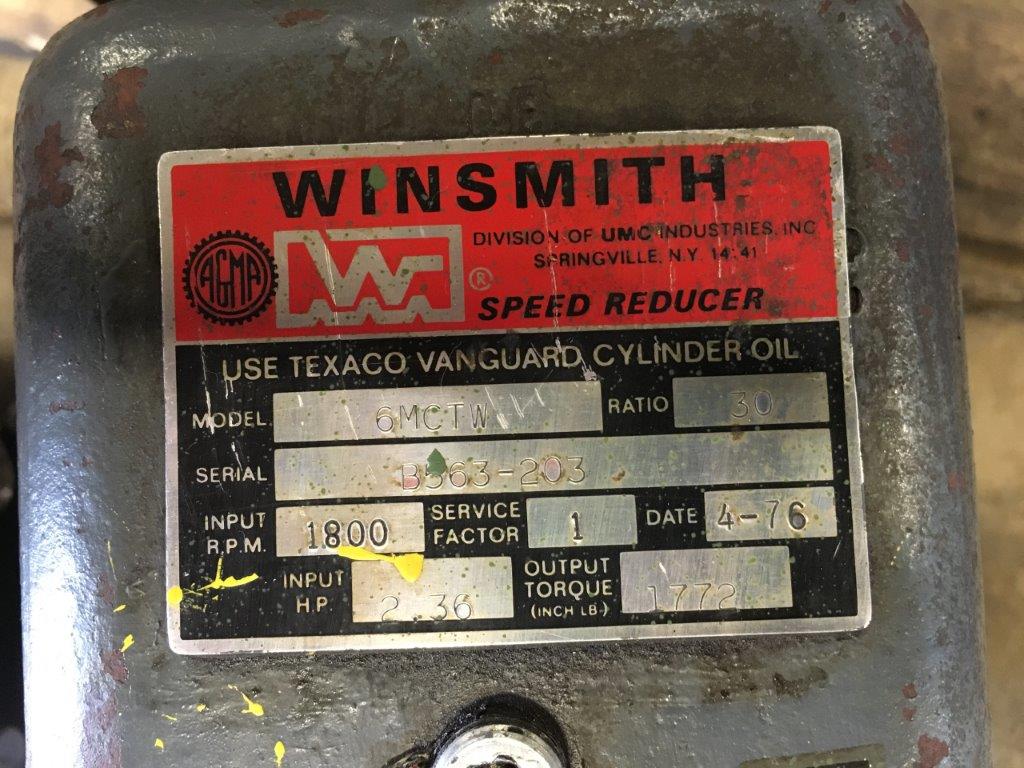 WINSMITH
AGMA
W ®
DIVISION OF UMC INDUSTRIES, INC
SPRINGVILLE, N.Y. 14141
SPEED REDUCER
USE TEXACO VANGUARD CYLINDER OIL
MODEL 6MCTW RATIO 30
SERIAL B563-203
INPUT R.P.M. 1800 SERVICE FACTOR 1 DATE 4-76
INPUT H.P 2.36 OUTPUT TORQUE (INCH LB.) 1772